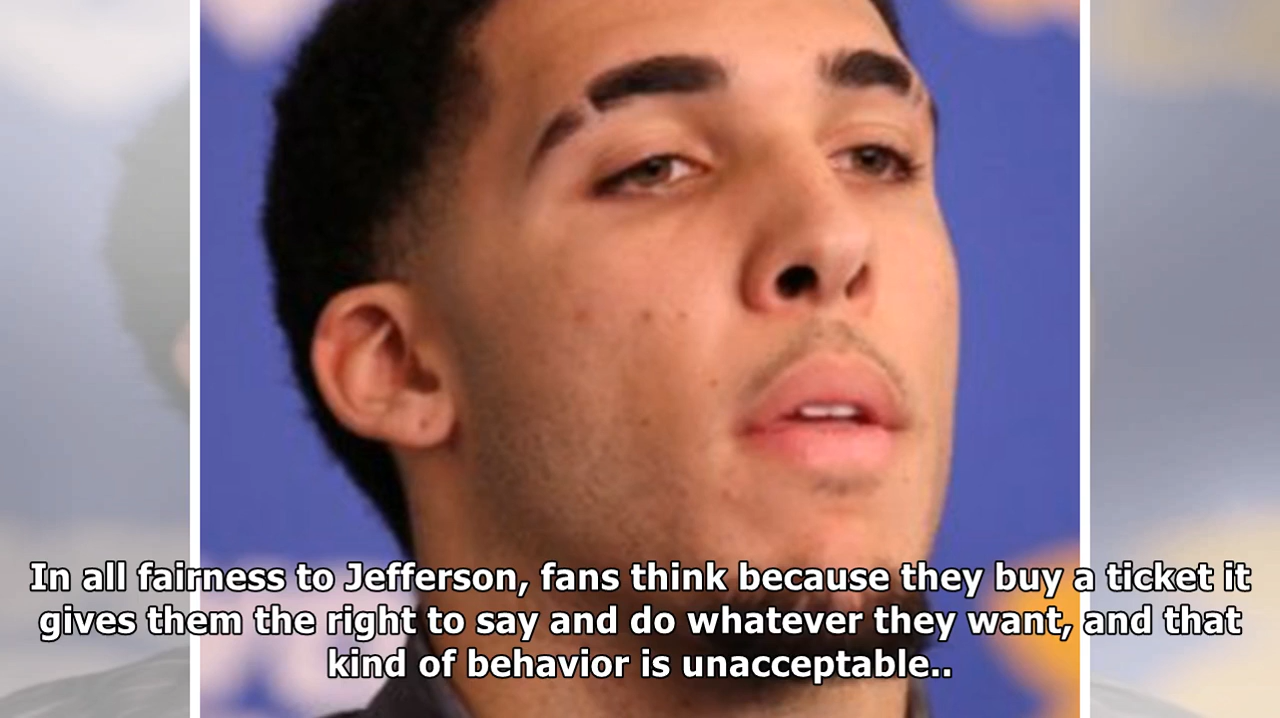 In all fairness to Jefferson, fans think because they buy a ticket it
gives them the right to say and do whatever they want, and that
kind of behavior is unacceptable..